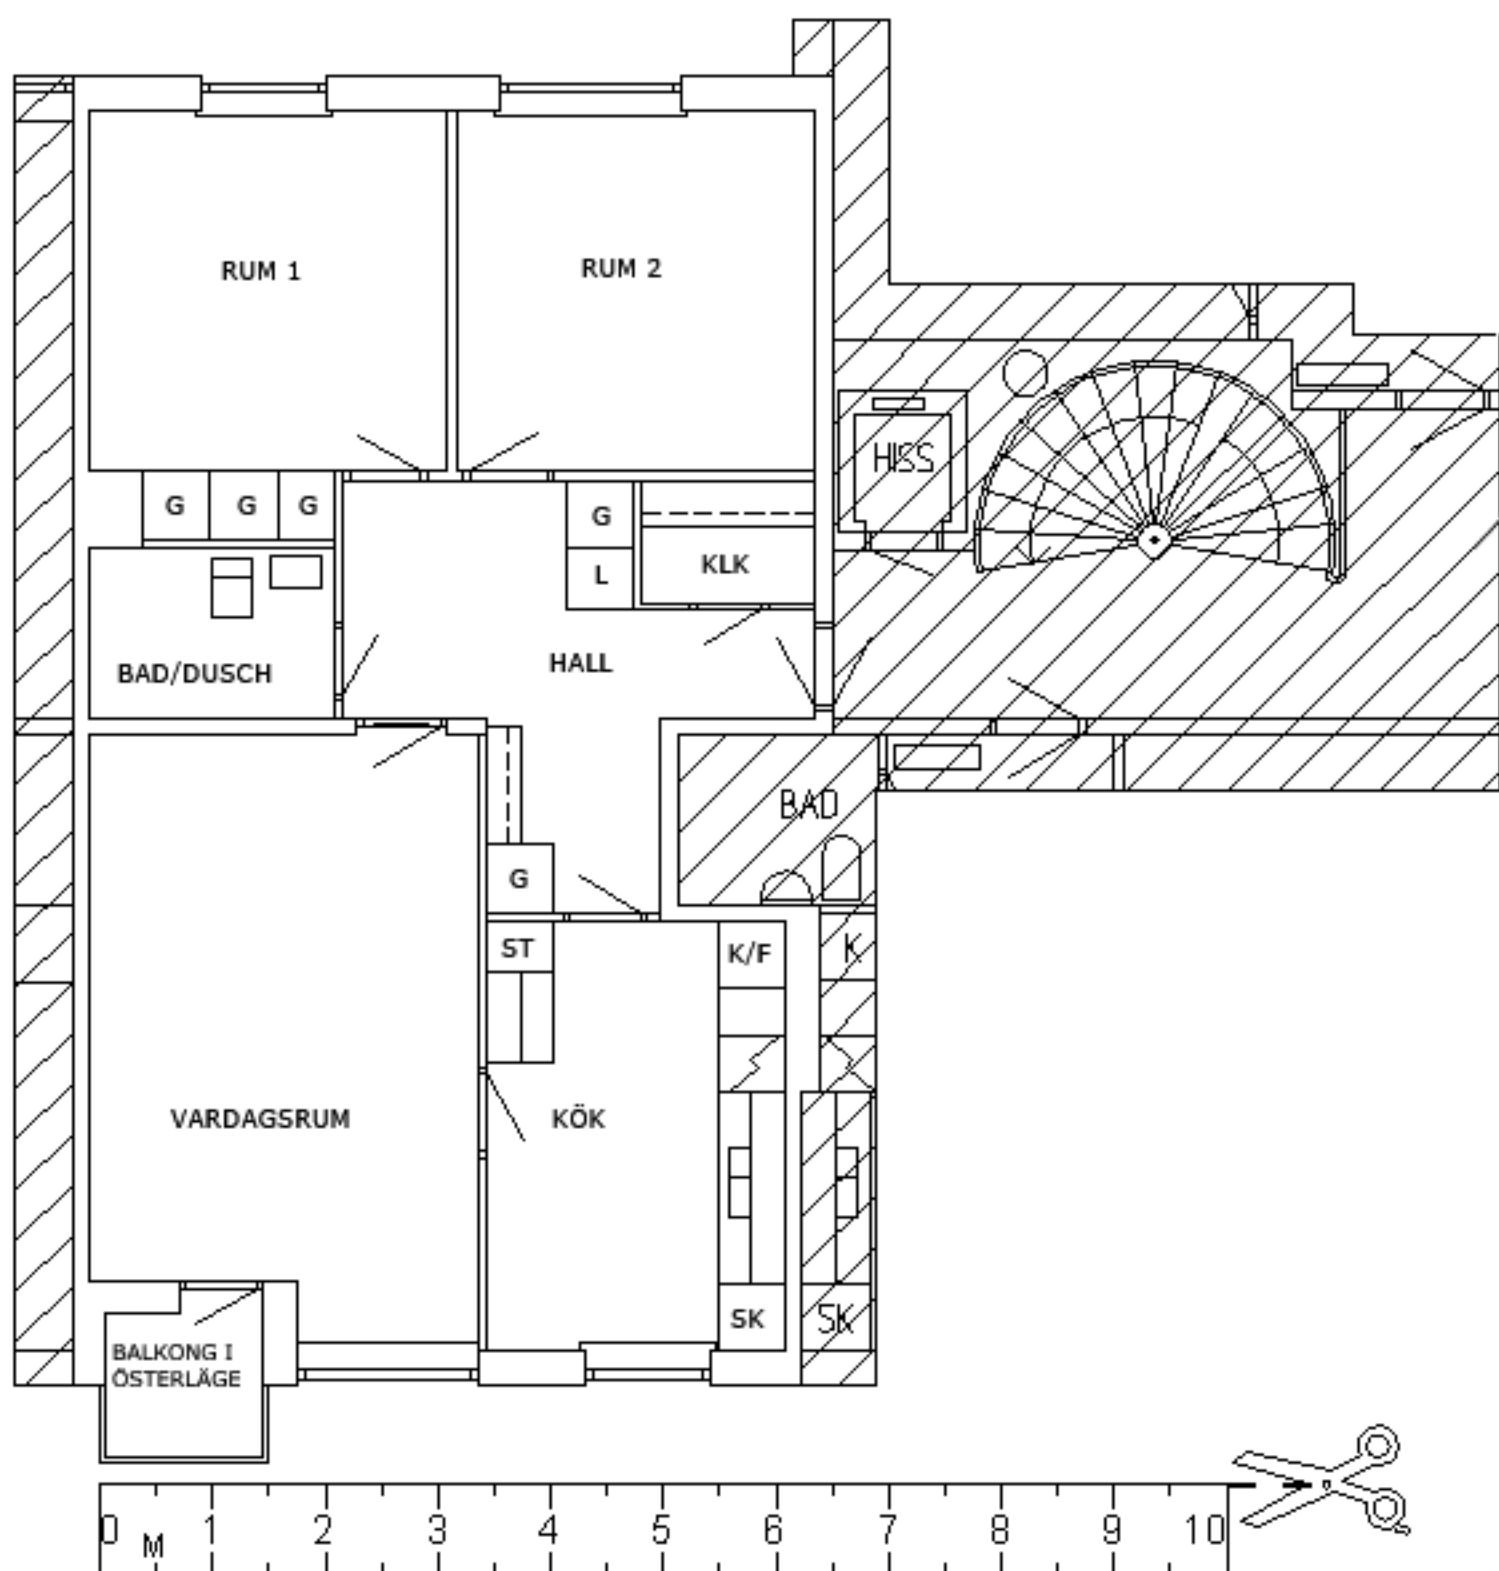 RUM 1
RUM 2
HISS
G
G
G
G
L
KLK
BAD/DUSCH
HALL
BAD
G
ST
K/F
K
VARDAGSRUM
KÖK
SK
SK
BALKONG I
ÖSTERLÄGE
0 1 2 3 4 5 6 7 8 9 10
M